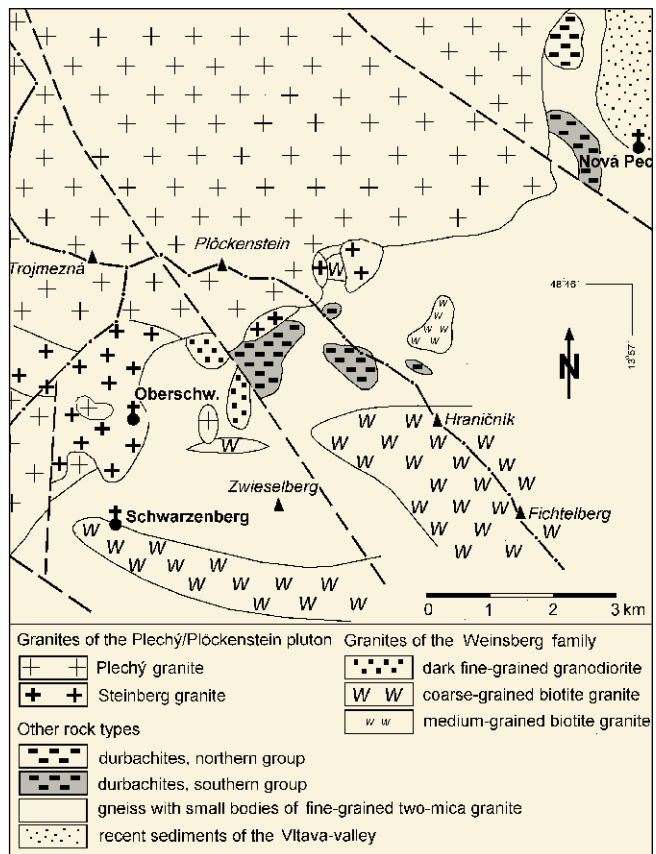 Nová Pec
Plöckenstein
Trojmezná
48°46'
13°57'
N
Oberschw.
Hraničník
Zwieselberg
Schwarzenberg
Fichtelberg
0 1 2 3 km
Granites of the Plechý/Plöckenstein pluton
Plechý granite
Steinberg granite
Other rock types
durbachites, northern group
durbachites, southern group
gneiss with small bodies of fine-grained two-mica granite
recent sediments of the Vltava-valley
Granites of the Weinsberg family
dark fine-grained granodiorite
W W coarse-grained biotite granite
w w medium-grained biotite granite